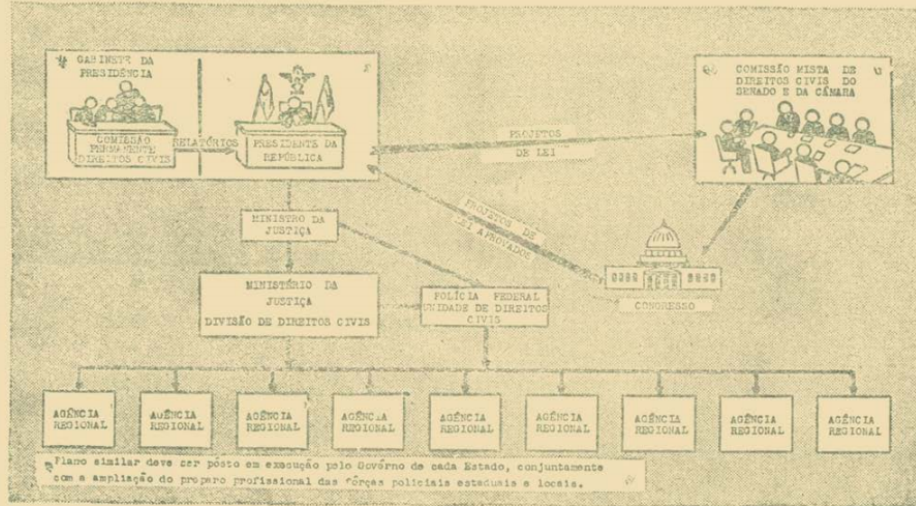 GABINETE DA
PRESIDÊNCIA
COMISSÃO
PERMANENTE
DIREITOS CIVIS
RELATÓRIOS
PRESIDENTE DA
REPÚBLICA
PROJETOS
DE LEI
COMISSÃO MISTA DE
DIREITOS CIVIS DO
SENADO E DA CÂMARA
PROJETOS DE
LEI APROVADOS
CONGRESSO
MINISTRO DA
JUSTIÇA
MINISTÉRIO DA
JUSTIÇA
DIVISÃO DE DIREITOS CIVIS
POLÍCIA FEDERAL
UNIDADE DE DIREITOS
CIVIS
AGÊNCIA
REGIONAL
AGÊNCIA
REGIONAL
AGÊNCIA
REGIONAL
AGÊNCIA
REGIONAL
AGÊNCIA
REGIONAL
AGÊNCIA
REGIONAL
AGÊNCIA
REGIONAL
AGÊNCIA
REGIONAL
AGÊNCIA
REGIONAL
Plano similar deve ser pôsto em execução pelo Govêrno de cada Estado, conjuntamente
com a ampliação do preparo profissional das fôrças policiais estaduais e locais.